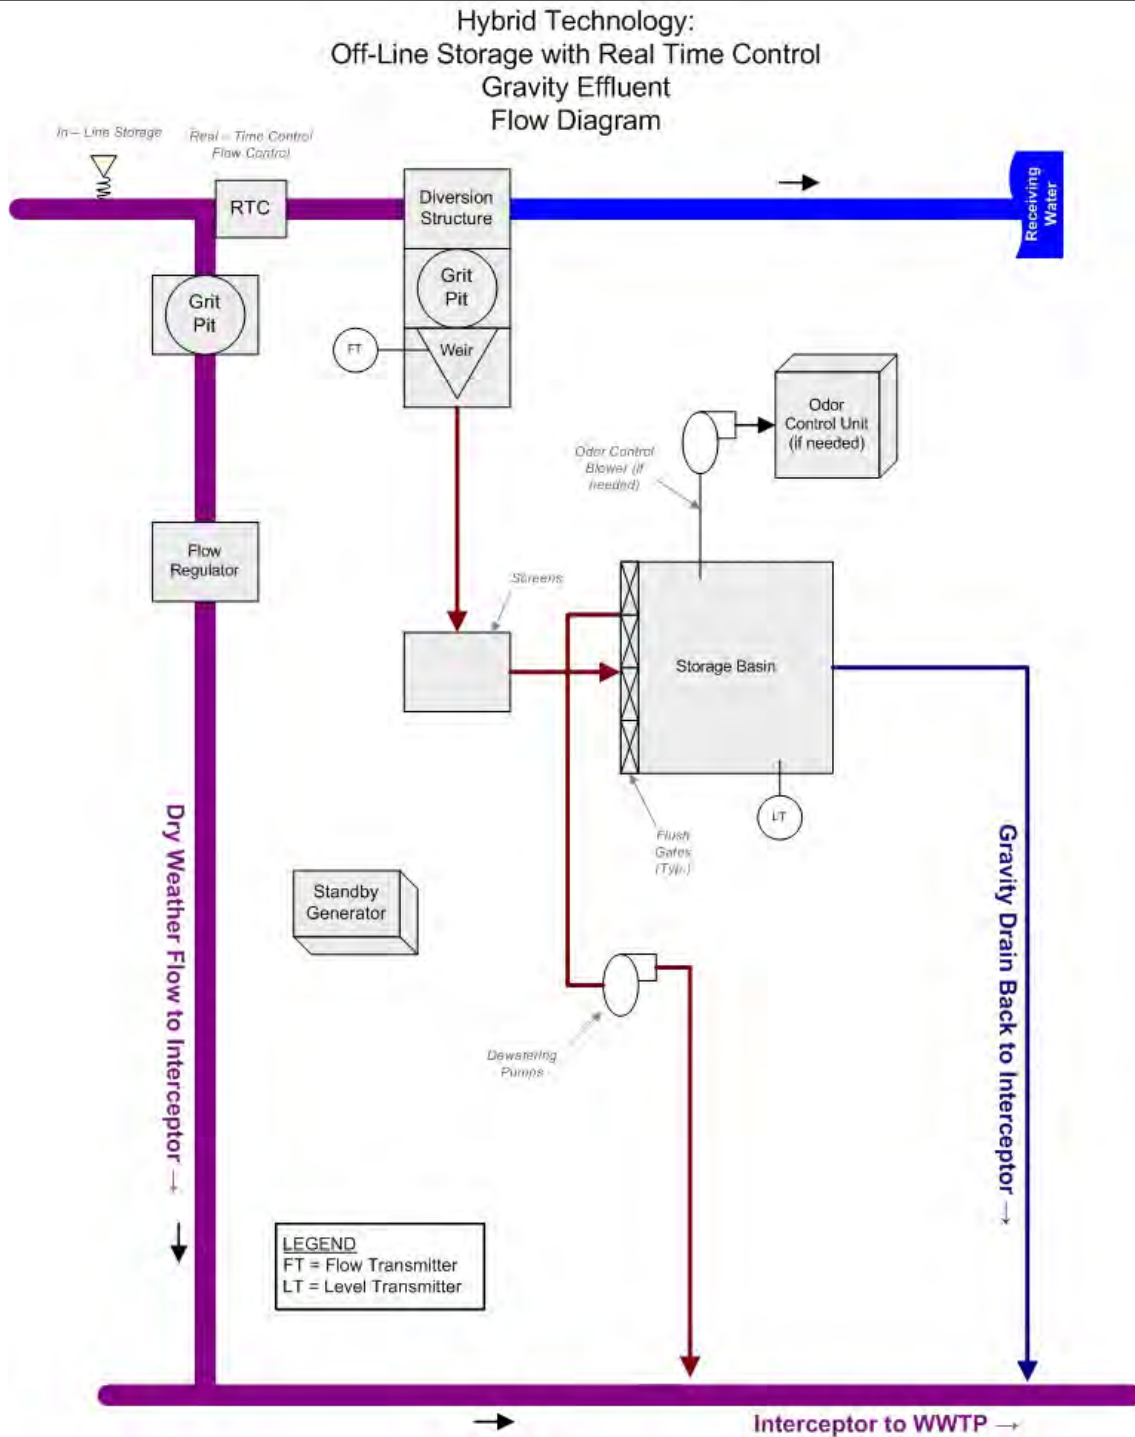 Hybrid Technology:
Off-Line Storage with Real Time Control
Gravity Effluent
Flow Diagram
In – Line Storage
Real – Time Control
Flow Control
RTC
Diversion
Structure
Receiving
Water
Grit
Pit
Grit
Pit
FT
Weir
Odor
Control Unit
(if needed)
Odor Control
Blower (if
needed)
Flow
Regulator
Screens
Storage Basin
LT
Flush
Gates
(Typ.)
Standby
Generator
Dry Weather Flow to Interceptor →
Gravity Drain Back to Interceptor →
Dewatering
Pumps
LEGEND
FT = Flow Transmitter
LT = Level Transmitter
Interceptor to WWTP →